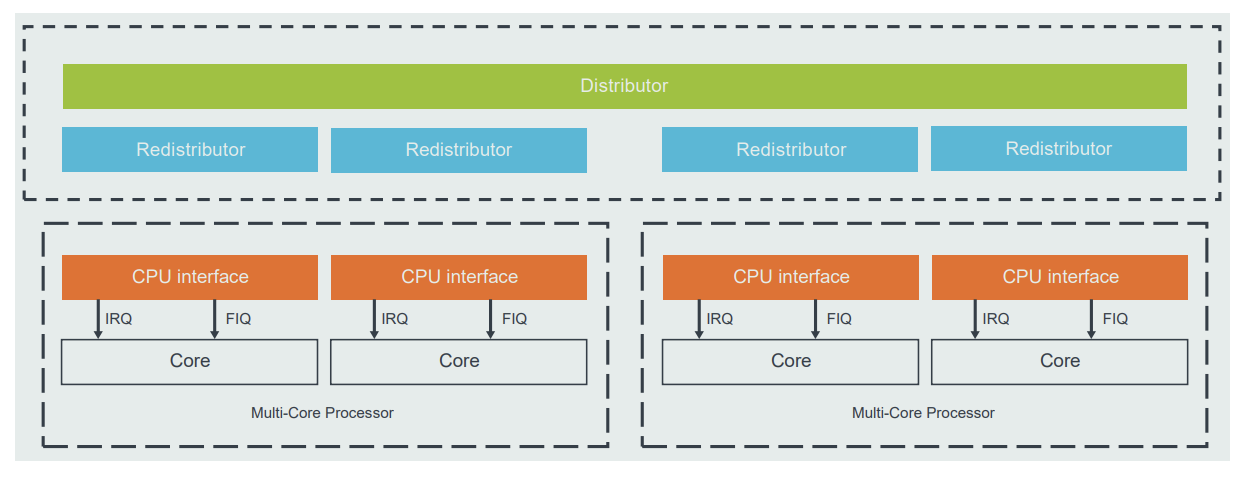 Distributor
Redistributor
Redistributor
Redistributor
Redistributor
CPU interface
CPU interface
CPU interface
CPU interface
IRQ
FIQ
IRQ
FIQ
IRQ
FIQ
IRQ
FIQ
Core
Core
Core
Core
Multi-Core Processor
Multi-Core Processor